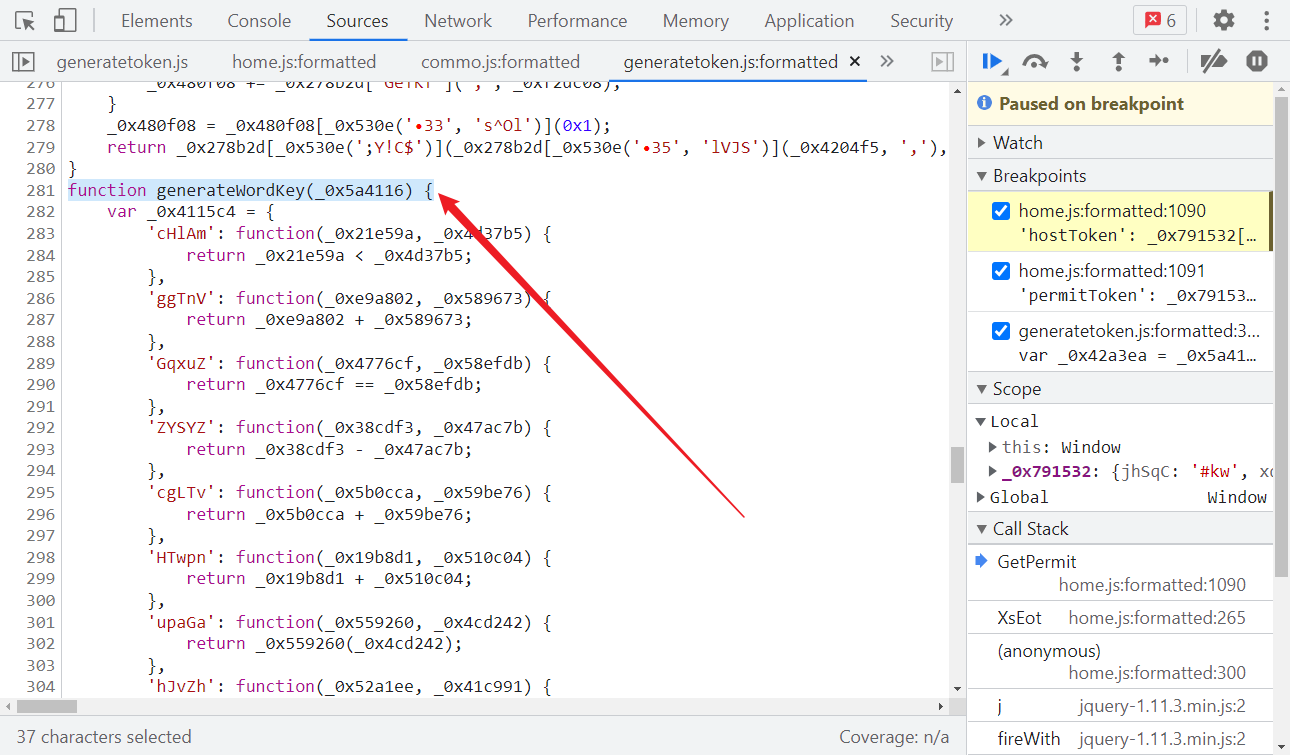 Elements Console Sources Network Performance Memory Application Security » 6
generatetoken.js home.js:formatted commo.js:formatted generatetoken.js:formatted × »
277 }
278 _0x480f08 = _0x480f08[_0x530e('•33', 's^Ol')](0x1);
279 return _0x278b2d[_0x530e(';Y!C$')](_0x278b2d[_0x530e('•35', 'lVJS')](_0x4204f5, ','),
280 }
281 function generateWordKey(_0x5a4116) {
282 var _0x4115c4 = {
283 'cHlAm': function(_0x21e59a, _0x4d37b5) {
284 return _0x21e59a < _0x4d37b5;
285 },
286 'ggTnV': function(_0xe9a802, _0x589673) {
287 return _0xe9a802 + _0x589673;
288 },
289 'GqxuZ': function(_0x4776cf, _0x58efdb) {
290 return _0x4776cf == _0x58efdb;
291 },
292 'ZYSYZ': function(_0x38cdf3, _0x47ac7b) {
293 return _0x38cdf3 - _0x47ac7b;
294 },
295 'cgLTv': function(_0x5b0cca, _0x59be76) {
296 return _0x5b0cca + _0x59be76;
297 },
298 'HTwpn': function(_0x19b8d1, _0x510c04) {
299 return _0x19b8d1 + _0x510c04;
300 },
301 'upaGa': function(_0x559260, _0x4cd242) {
302 return _0x559260(_0x4cd242);
303 },
304 'hJvZh': function(_0x52a1ee, _0x41c991) {
37 characters selected Coverage: n/a
Paused on breakpoint
Watch
Breakpoints
home.js:formatted:1090
'hostToken': _0x791532[…
home.js:formatted:1091
'permitToken': _0x79153…
generatetoken.js:formatted:3…
var _0x42a3ea = _0x5a41…
Scope
Local
this: Window
_0x791532: {jhSqC: '#kw', xc
Global Window
Call Stack
GetPermit
home.js:formatted:1090
XsEot home.js:formatted:265
(anonymous)
home.js:formatted:300
j jquery-1.11.3.min.js:2
fireWith jquery-1.11.3.min.js:2